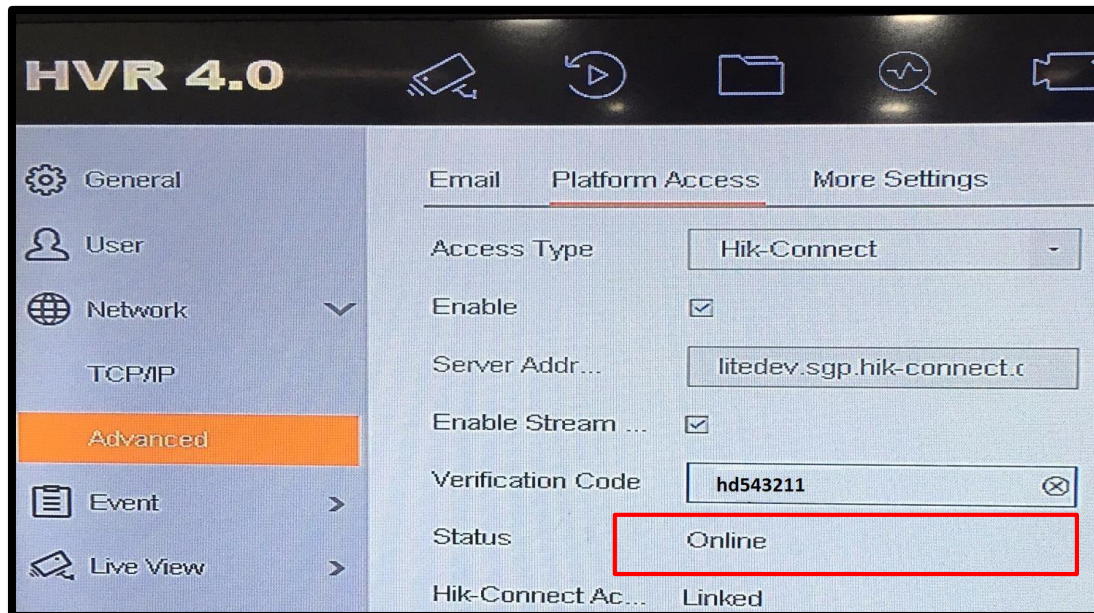 HVR 4.0
General
User
Network
TCP/IP
Advanced
Event
Live View
Email Platform Access More Settings
Access Type Hik-Connect
Enable
Server Addr... litedev.sgp.hik-connect.c
Enable Stream ...
Verification Code hd543211
Status Online
Hik-Connect Ac... Linked